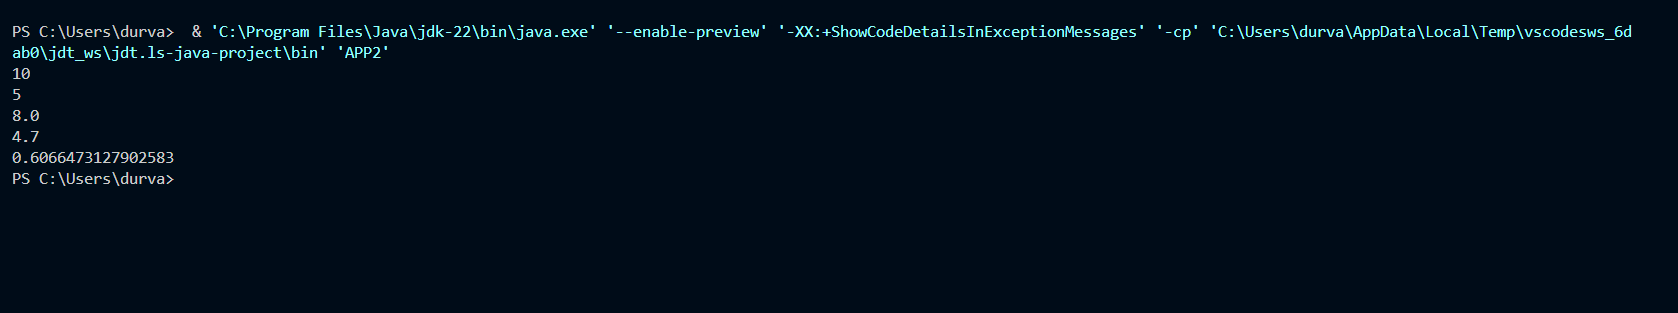 PS C:\Users\durva>  & 'C:\Program Files\Java\jdk-22\bin\java.exe' '--enable-preview' '-XX:+ShowCodeDetailsInExceptionMessages' '-cp' 'C:\Users\durva\AppData\Local\Temp\vscodesws_6d
ab0\jdt_ws\jdt.ls-java-project\bin' 'APP2'
10
5
8.0
4.7
0.6066473127902583
PS C:\Users\durva>